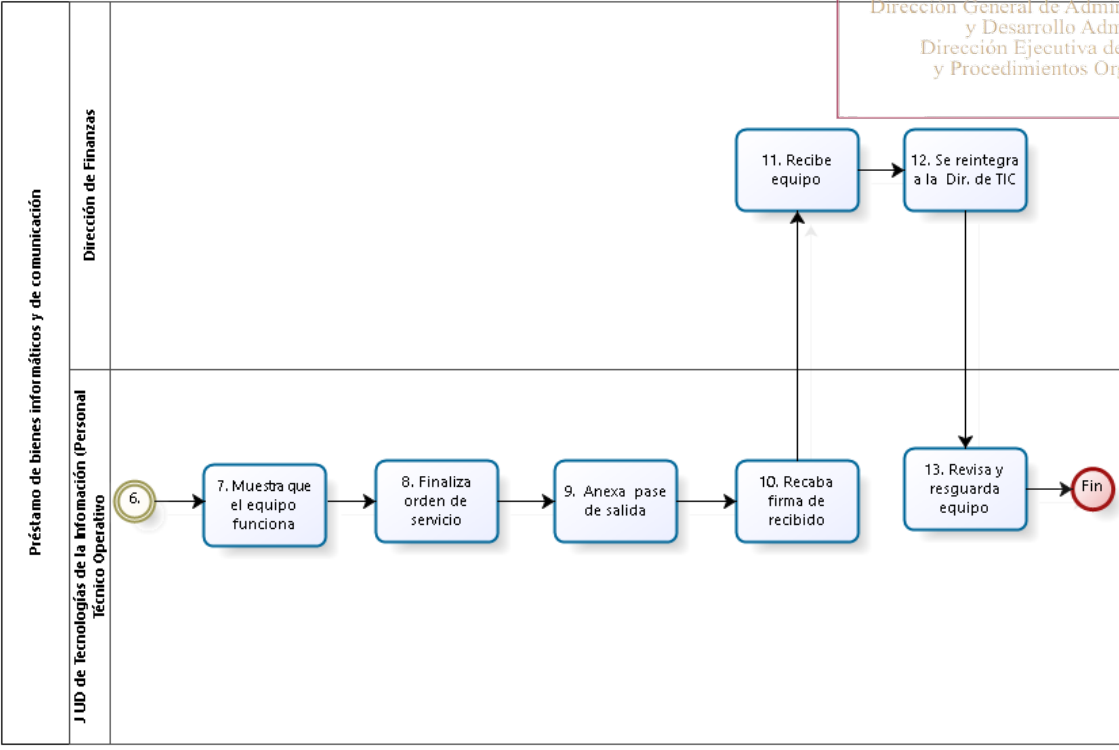 Dirección General de Admin
y Desarrollo Adm
Dirección Ejecutiva de
y Procedimientos Or
Préstamo de bienes informáticos y de comunicación
Dirección de Finanzas
11. Recibe
equipo
12. Se reintegra
a la Dir. de TIC
JUD de Tecnologías de la Infomación (Personal
Técnico Operativo
6.
7. Muestra que
el equipo
funciona
8. Finaliza
orden de
servicio
9. Anexa pase
de salida
10. Recaba
firma de
recibido
13. Revisa y
resguarda
equipo
Fin